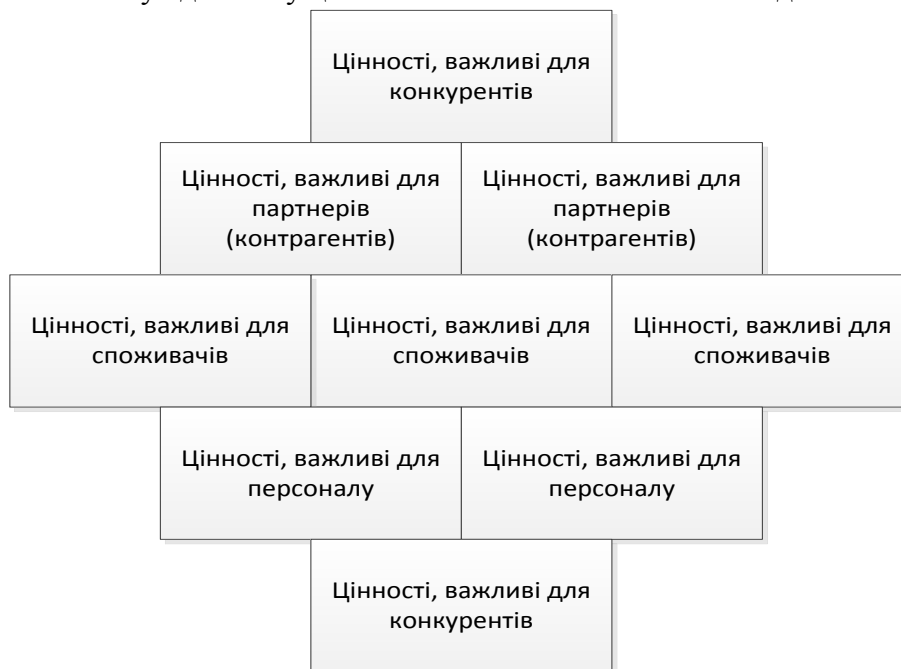 Цінності, важливі для
конкурентів
Цінності, важливі для
партнерів
(контрагентів)
Цінності, важливі для
партнерів
(контрагентів)
Цінності, важливі для
споживачів
Цінності, важливі для
споживачів
Цінності, важливі для
споживачів
Цінності, важливі для
персоналу
Цінності, важливі для
персоналу
Цінності, важливі для
конкурентів